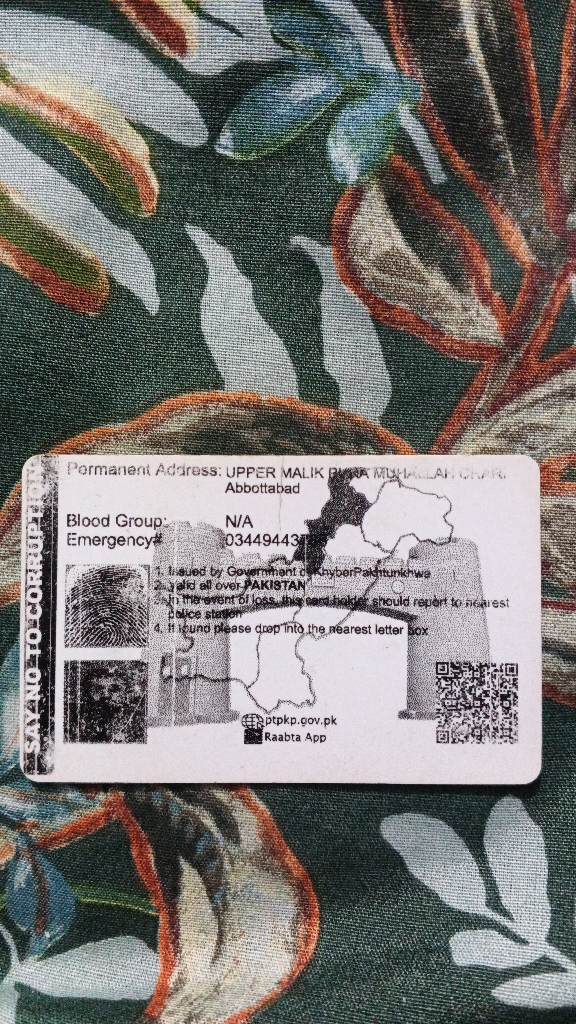 SAY NO TO CORRUPTION
Permanent Address: UPPER MALIK
Abbottabad
Blood Group: N/A
Emergency# 03449443
1. Issued by Government of KhyberPakhtunkhwa
2. Valid all over PAKISTAN
3. In the event of loss, this card holder should report to nearest
police station
4. If found please drop into the nearest letter box
ptpkp.gov.pk
Raabta App